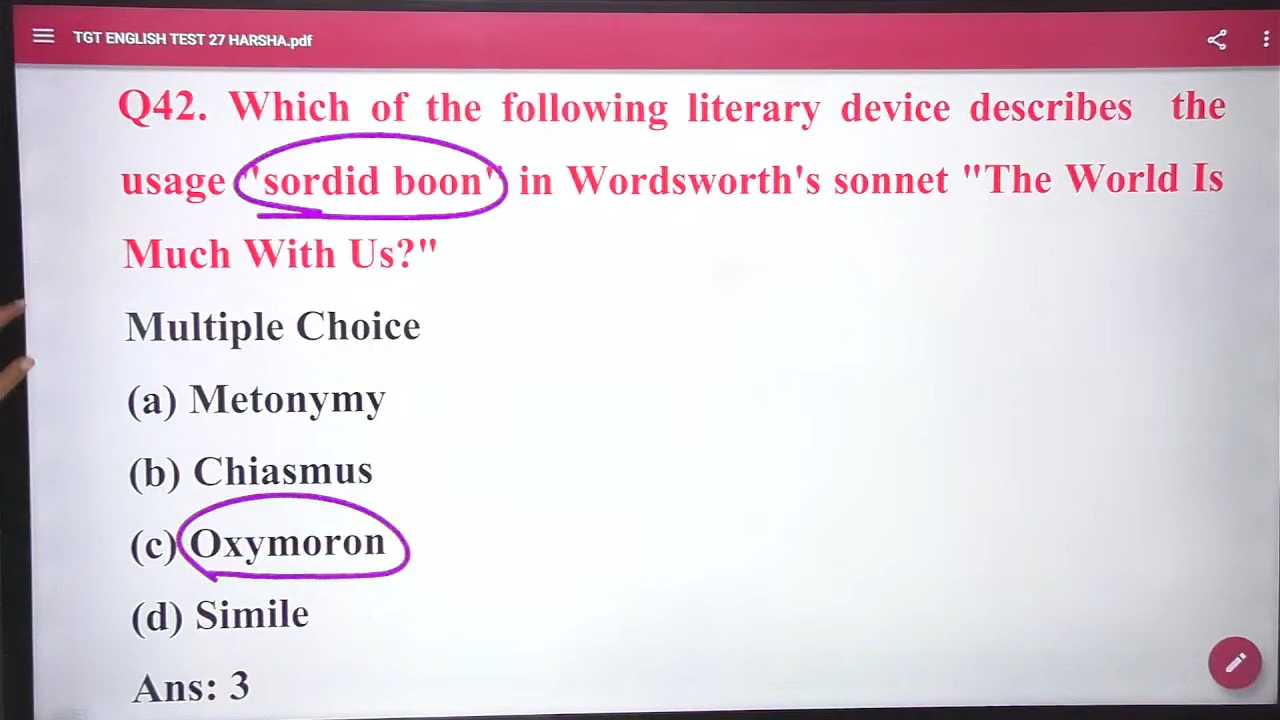 TGT ENGLISH TEST 27 HARSHA.pdf
Q42. Which of the following literary device describes the
usage "sordid boon" in Wordsworth's sonnet "The World Is
Much With Us?"
Multiple Choice
(a) Metonymy
(b) Chiasmus
(c) Oxymoron
(d) Simile
Ans: 3